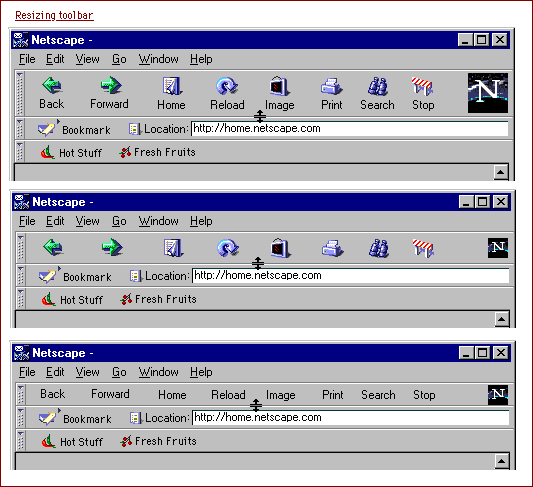 Resizing toolbar
Netscape -
File Edit View Go Window Help
Back Forward Home Reload Image Print Search Stop
N
Bookmark Location: http://home.netscape.com
Hot Stuff Fresh Fruits
Netscape -
File Edit View Go Window Help
N
Bookmark Location: http://home.netscape.com
Hot Stuff Fresh Fruits
Netscape -
File Edit View Go Window Help
Back Forward Home Reload Image Print Search Stop
N
Bookmark Location: http://home.netscape.com
Hot Stuff Fresh Fruits